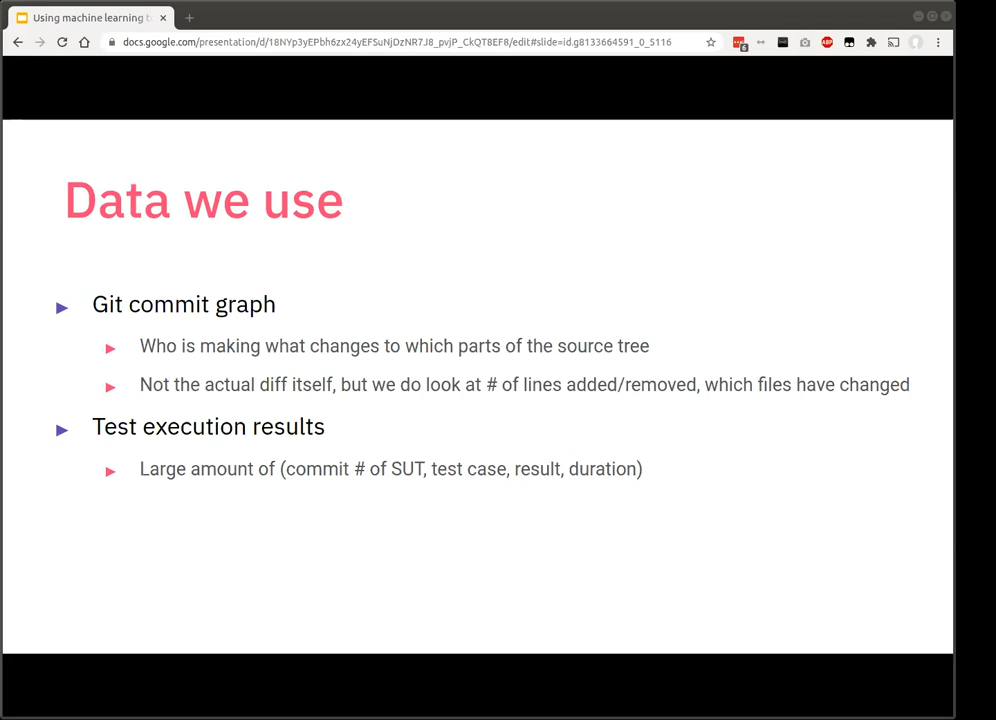 Using machine learning t
docs.google.com/presentation/d/18NYp3yEPbh6zx24yEFSuNjDzNR7J8_pvjP_CkQT8EF8/edit#slide=id.g8133664591_0_5116
6
ABP
Data we use
Git commit graph
Who is making what changes to which parts of the source tree
Not the actual diff itself, but we do look at # of lines added/removed, which files have changed
Test execution results
Large amount of (commit # of SUT, test case, result, duration)